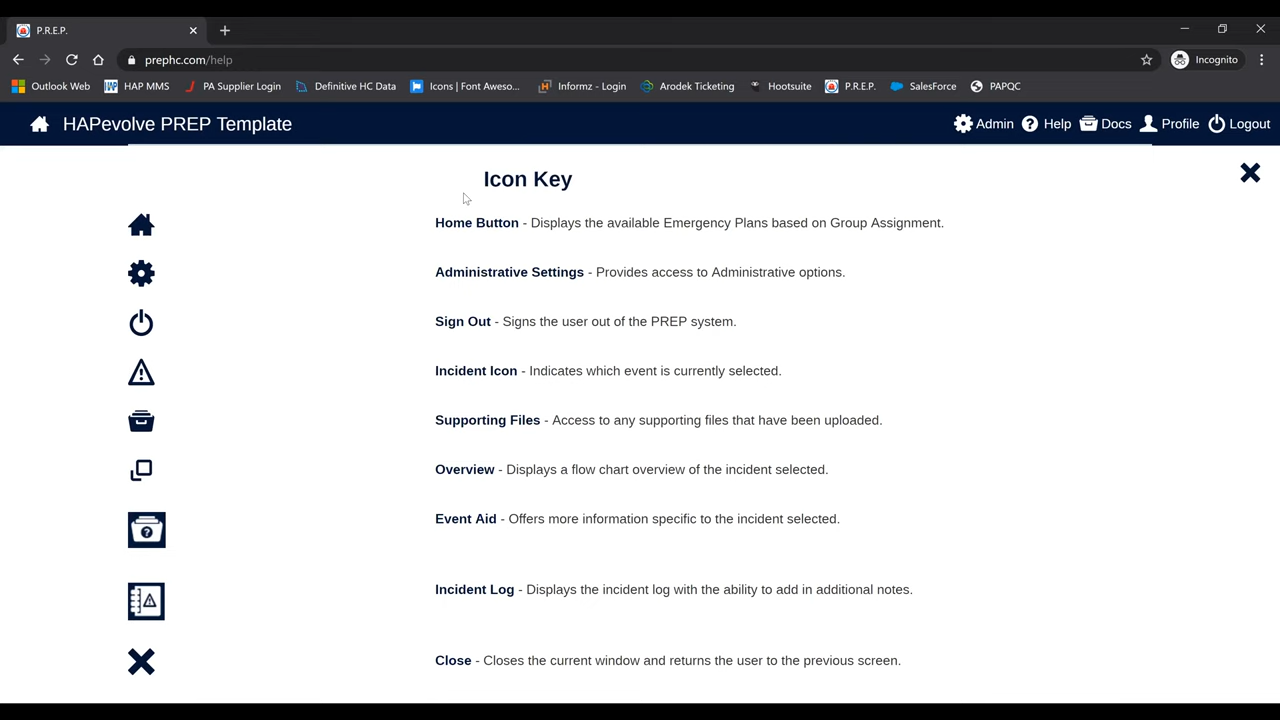 P.R.E.P.
prephc.com/help
Incognito
Outlook Web HAP MMS PA Supplier Login Definitive HC Data Icons | Font Aweso... Informz - Login Arodek Ticketing Hootsuite P.R.E.P. SalesForce PAPQC
HAPevolve PREP Template Admin Help Docs Profile Logout
Icon Key
Home Button - Displays the available Emergency Plans based on Group Assignment.
Administrative Settings - Provides access to Administrative options.
Sign Out - Signs the user out of the PREP system.
Incident Icon - Indicates which event is currently selected.
Supporting Files - Access to any supporting files that have been uploaded.
Overview - Displays a flow chart overview of the incident selected.
Event Aid - Offers more information specific to the incident selected.
Incident Log - Displays the incident log with the ability to add in additional notes.
Close - Closes the current window and returns the user to the previous screen.